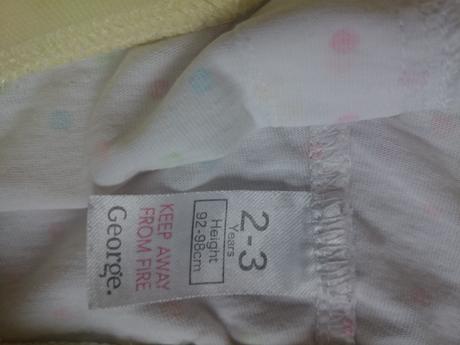 2-3
Years
Height
92-98cm
KEEP AWAY
FROM FIRE
George.